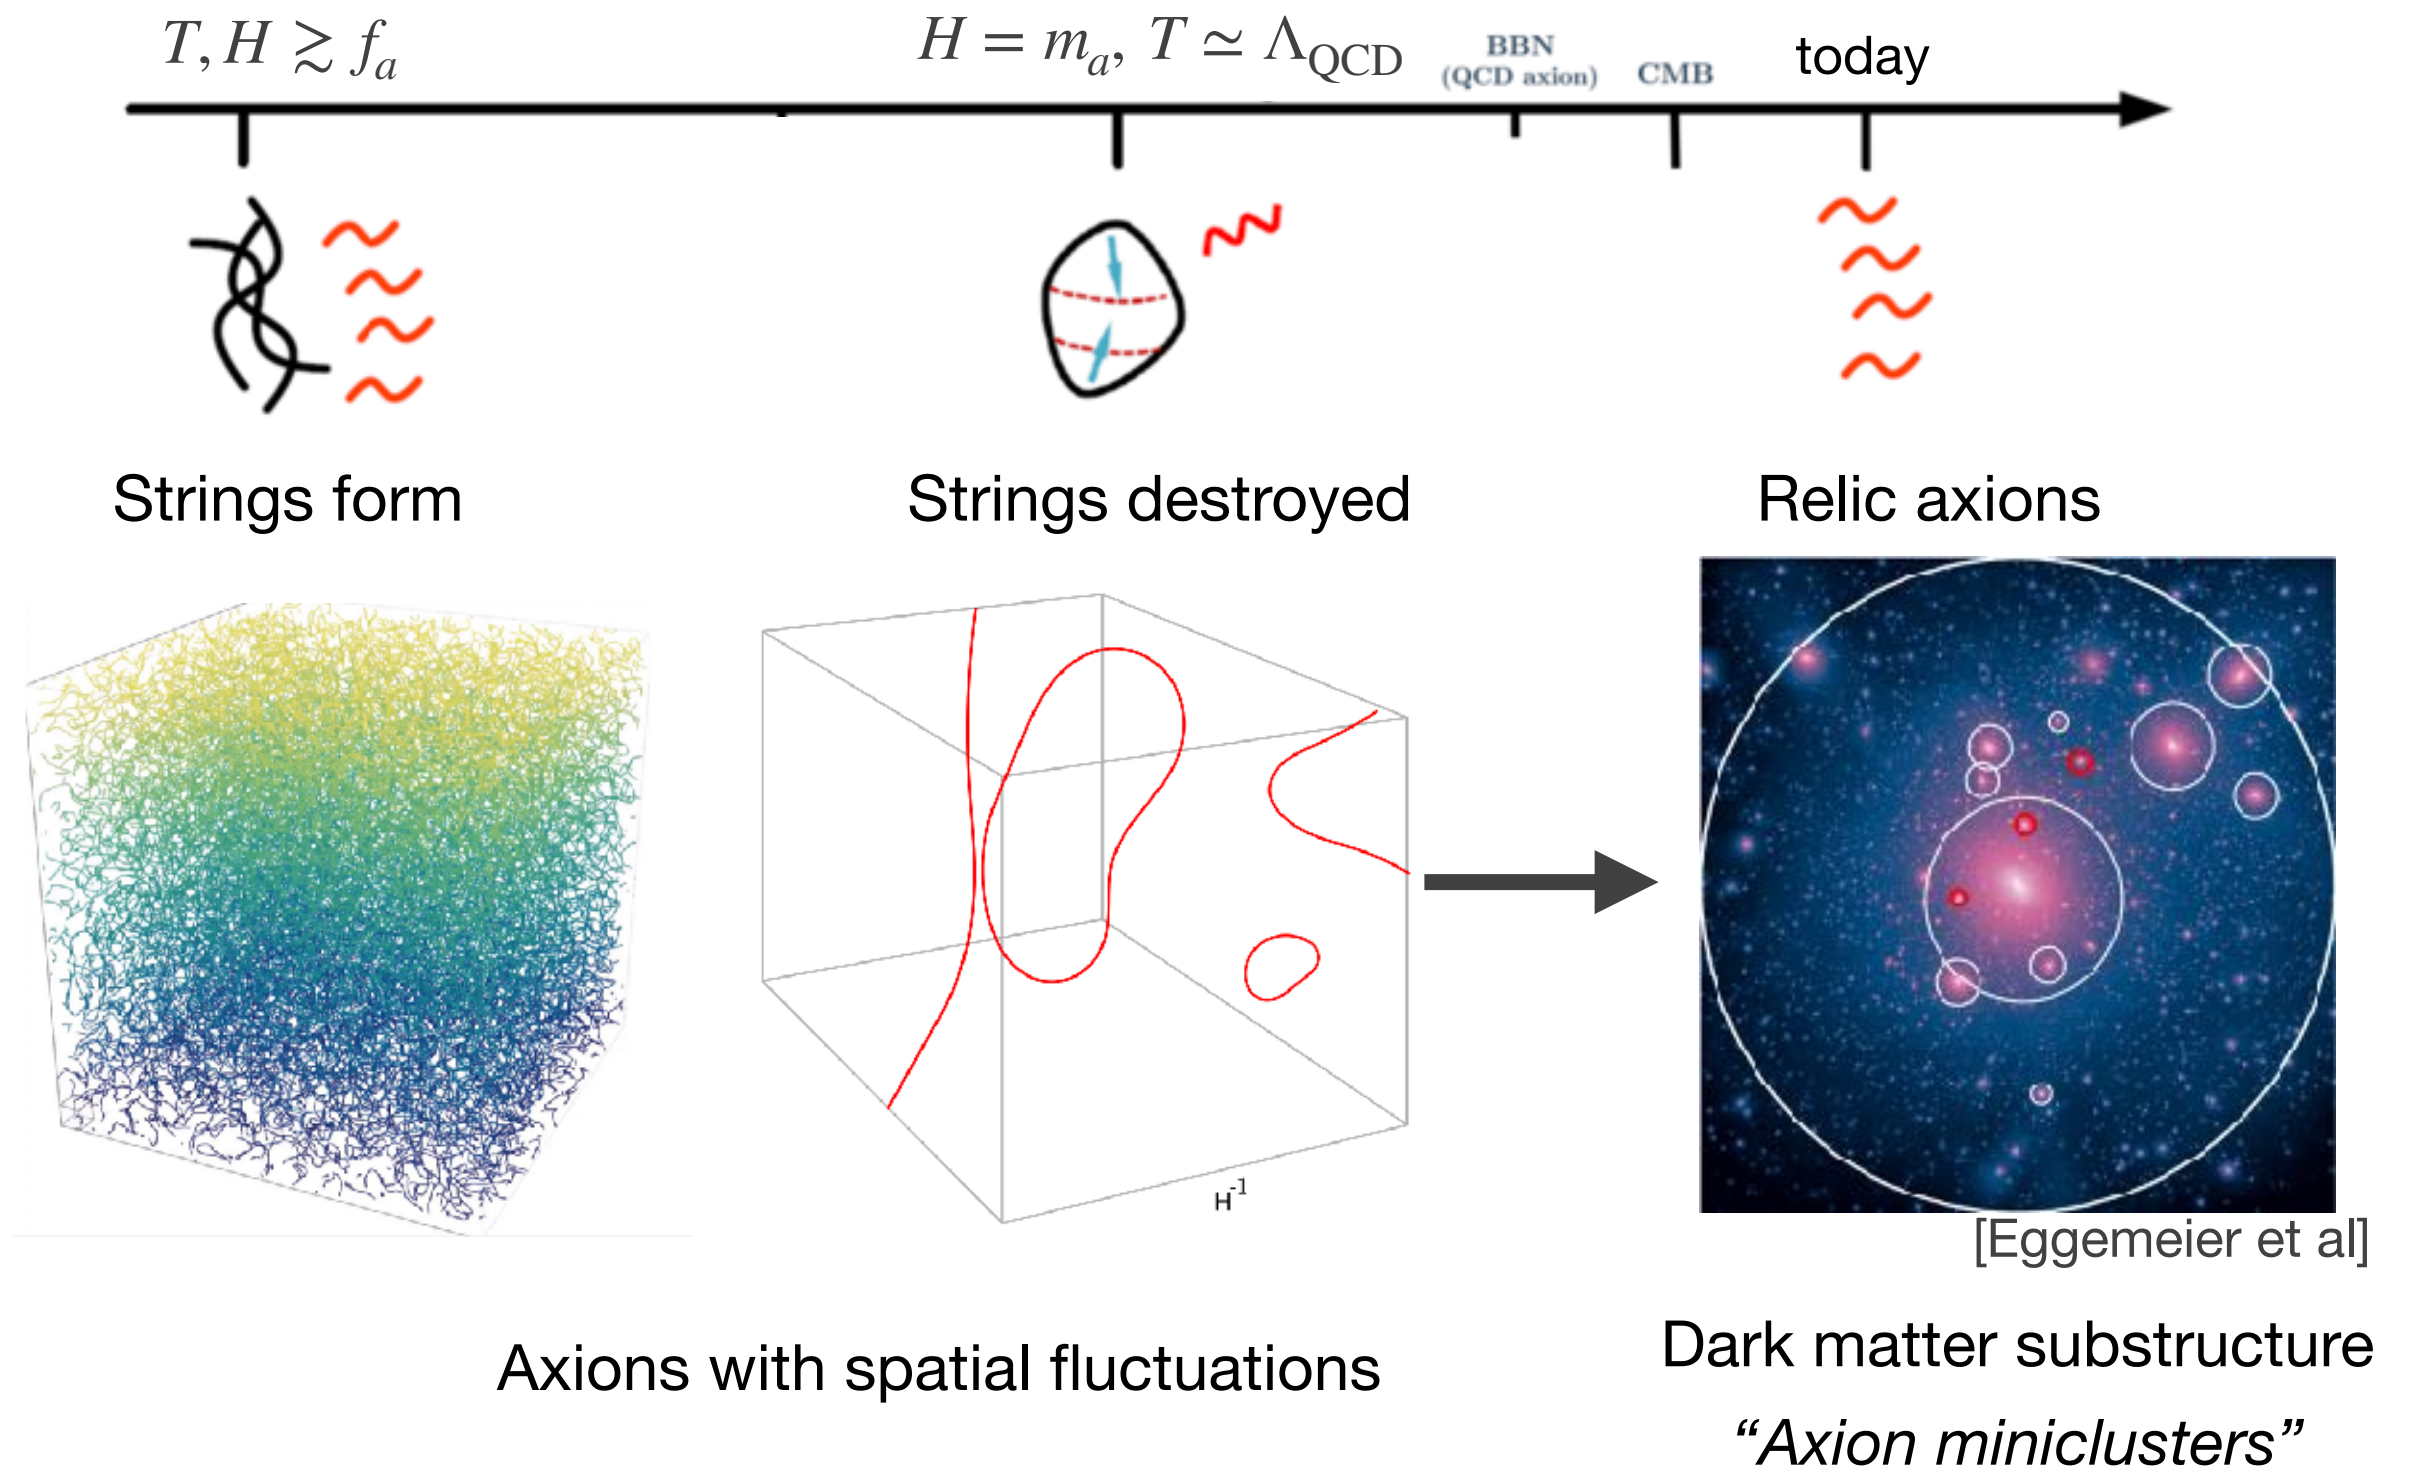 T, H ≳ f_a
H = m_a, T ≃ Λ_QCD
BBN
(QCD axion)
CMB
today
Strings form
Strings destroyed
Relic axions
H^-1
[Eggemeier et al]
Axions with spatial fluctuations
Dark matter substructure
“Axion miniclusters”